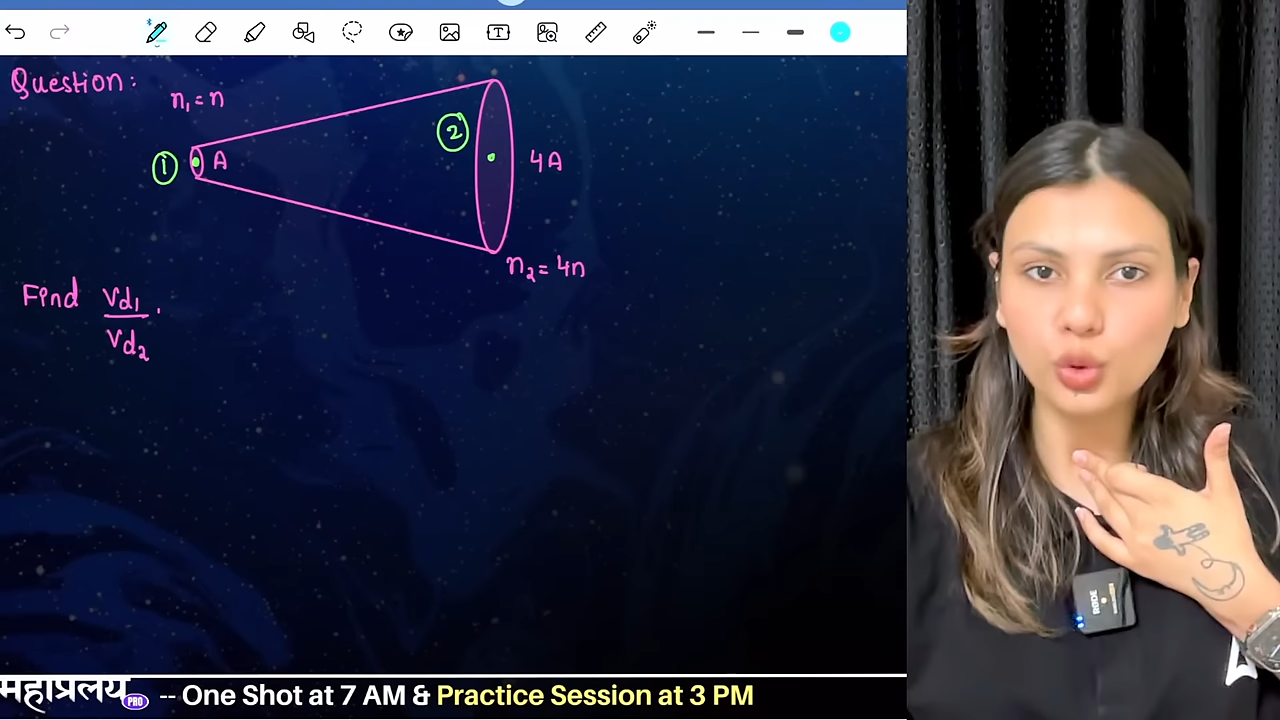 Question:
n₁ = n
① A
② 4A
n₂ = 4n
Find Vd₁ / Vd₂ .
RODE
महाप्रलय PRO -- One Shot at 7 AM & Practice Session at 3 PM